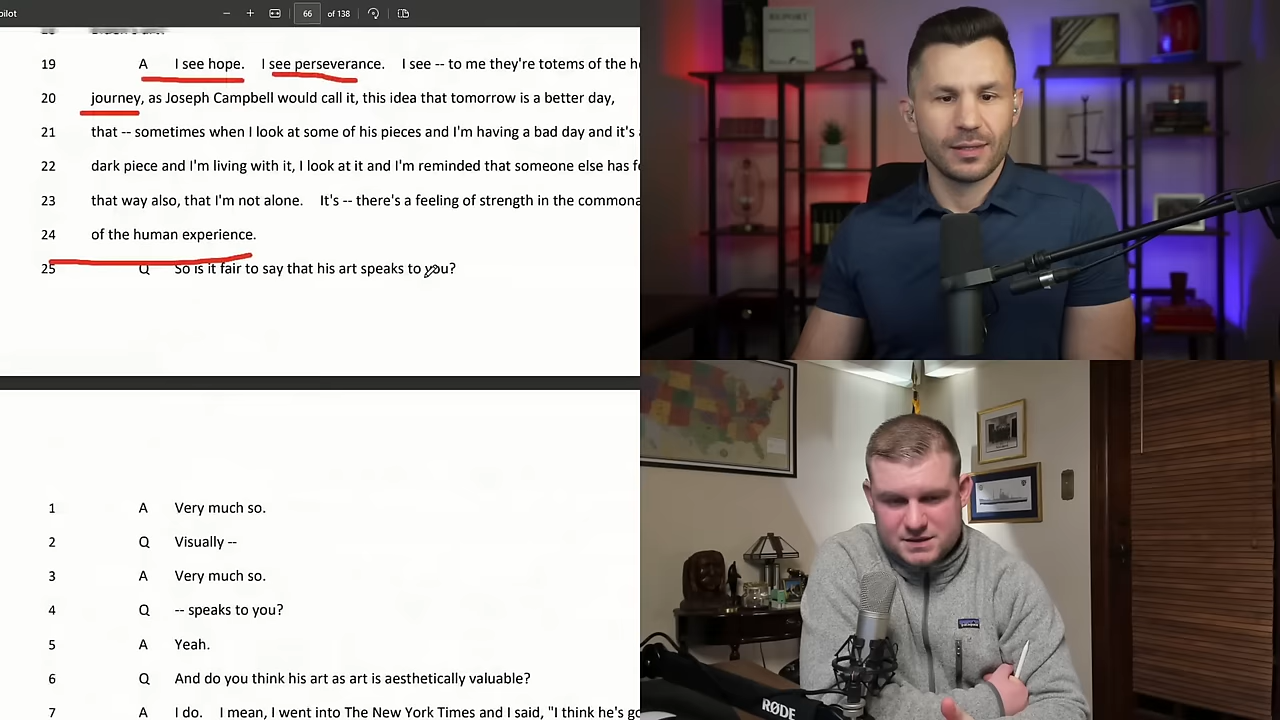 pilot
66 of 138
19 A I see hope. I see perseverance. I see -- to me they're totems of the
20 journey, as Joseph Campbell would call it, this idea that tomorrow is a better day,
21 that -- sometimes when I look at some of his pieces and I'm having a bad day and it's
22 dark piece and I'm living with it, I look at it and I'm reminded that someone else has
23 that way also, that I'm not alone. It's -- there's a feeling of strength in the commona
24 of the human experience.
25 Q So is it fair to say that his art speaks to you?
1 A Very much so.
2 Q Visually --
3 A Very much so.
4 Q -- speaks to you?
5 A Yeah.
6 Q And do you think his art as art is aesthetically valuable?
7 A I do. I mean, I went into The New York Times and I said, "I think he's go
REPORT
patagonia
RØDE